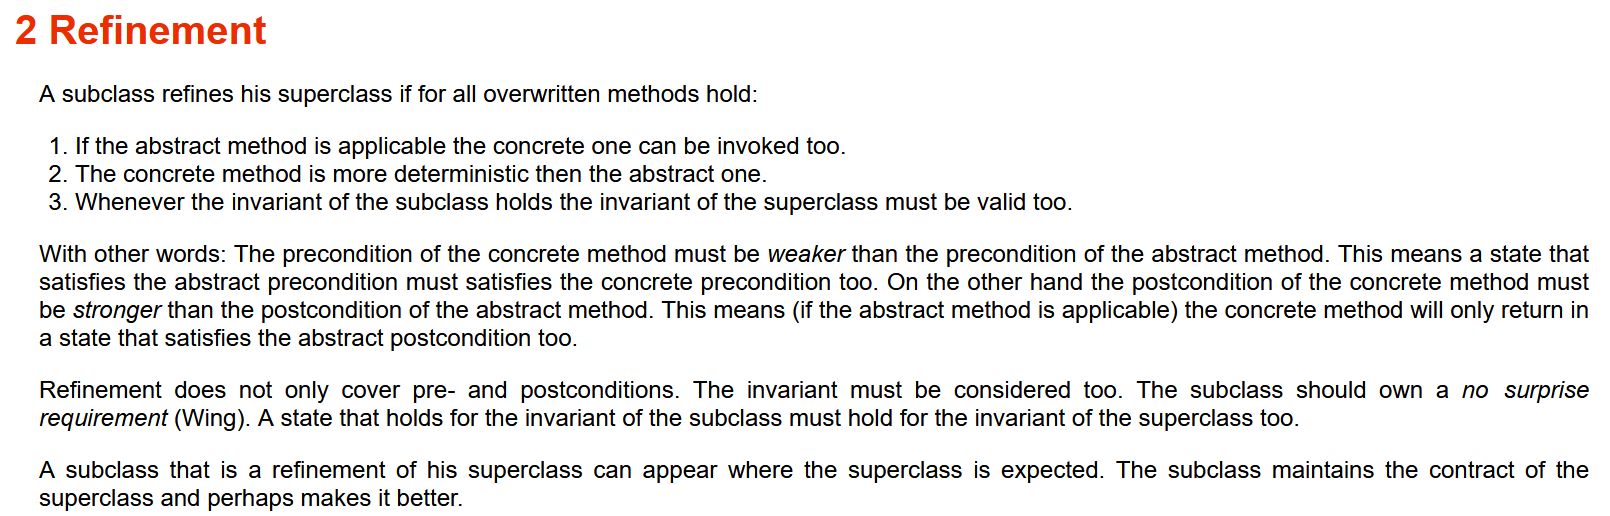 2 Refinement
A subclass refines his superclass if for all overwritten methods hold:
1. If the abstract method is applicable the concrete one can be invoked too.
2. The concrete method is more deterministic then the abstract one.
3. Whenever the invariant of the subclass holds the invariant of the superclass must be valid too.
With other words: The precondition of the concrete method must be weaker than the precondition of the abstract method. This means a state that
satisfies the abstract precondition must satisfies the concrete precondition too. On the other hand the postcondition of the concrete method must
be stronger than the postcondition of the abstract method. This means (if the abstract method is applicable) the concrete method will only return in
a state that satisfies the abstract postcondition too.
Refinement does not only cover pre- and postconditions. The invariant must be considered too. The subclass should own a no surprise
requirement (Wing). A state that holds for the invariant of the subclass must hold for the invariant of the superclass too.
A subclass that is a refinement of his superclass can appear where the superclass is expected. The subclass maintains the contract of the
superclass and perhaps makes it better.